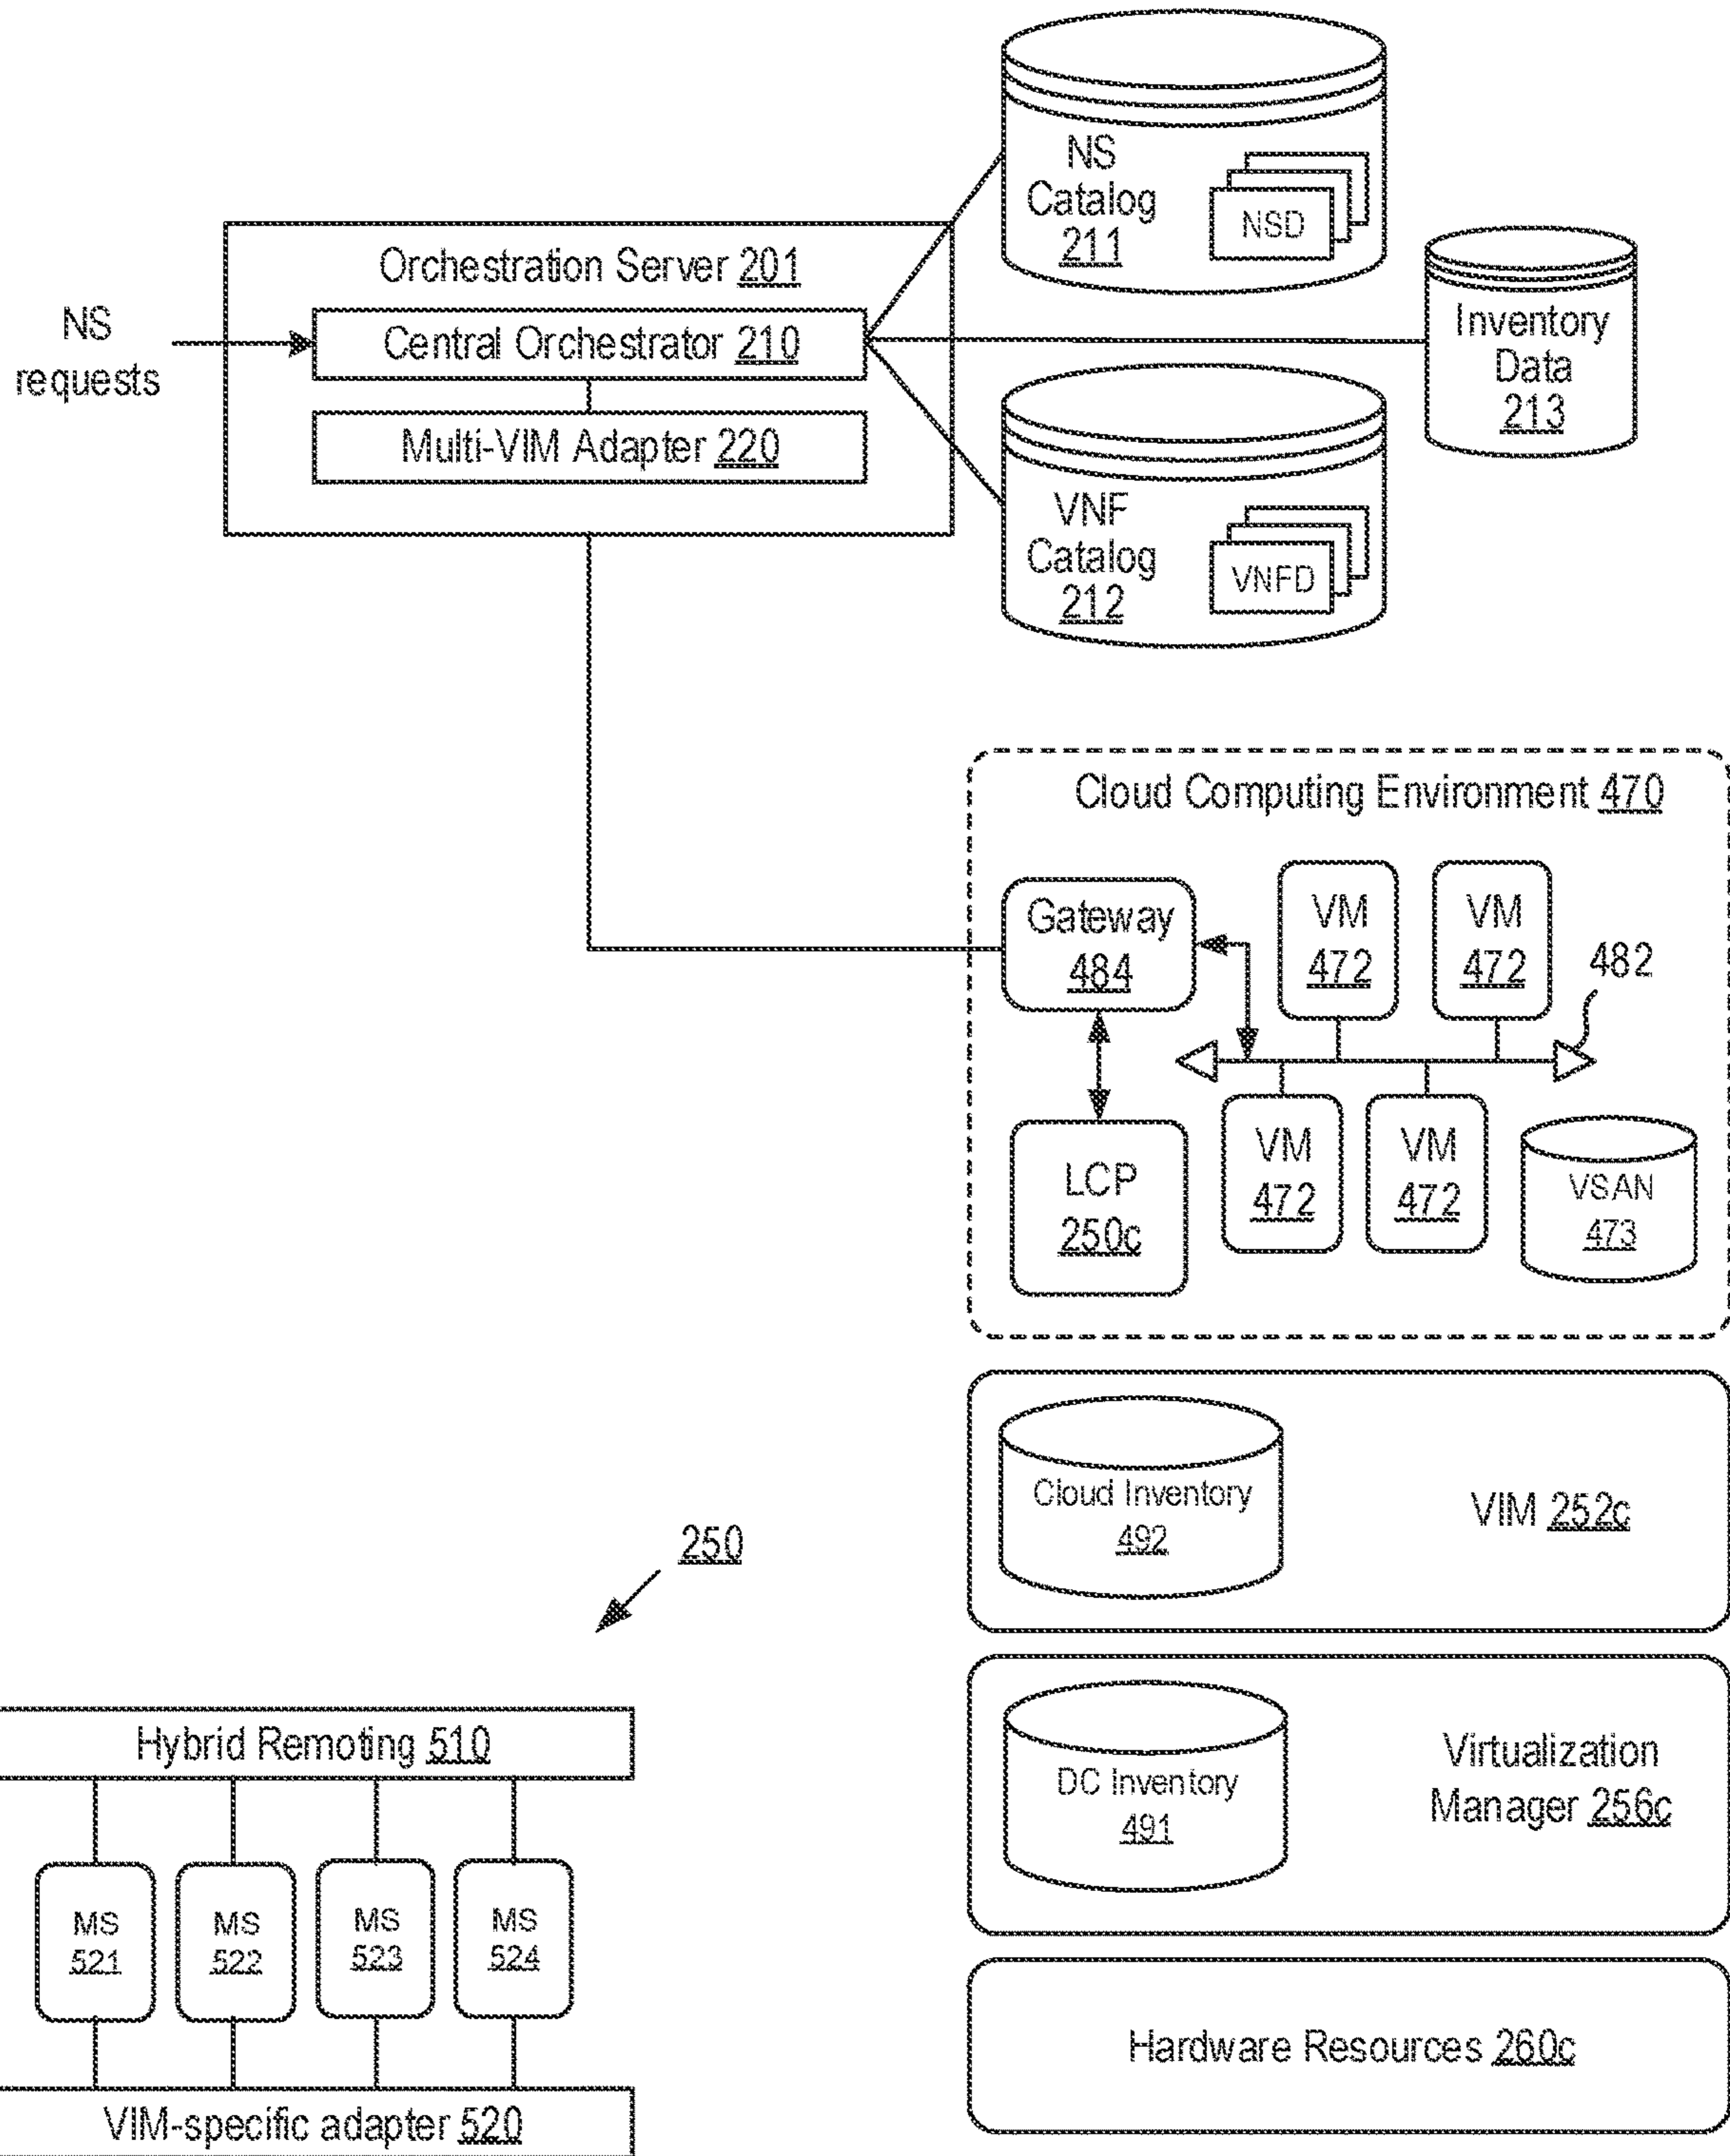 NS
Catalog
211
NSD
Orchestration Server 201
NS
requests
Central Orchestrator 210
Multi-VIM Adapter 220
Inventory
Data
213
VNF
Catalog
212
VNFD
Cloud Computing Environment 470
Gateway
484
VM
472
VM
472
482
LCP
250c
VM
472
VM
472
VSAN
473
Cloud Inventory
492
VIM 252c
250
DC Inventory
491
Virtualization
Manager 256c
Hybrid Remoting 510
MS
521
MS
522
MS
523
MS
524
VIM-specific adapter 520
Hardware Resources 260c